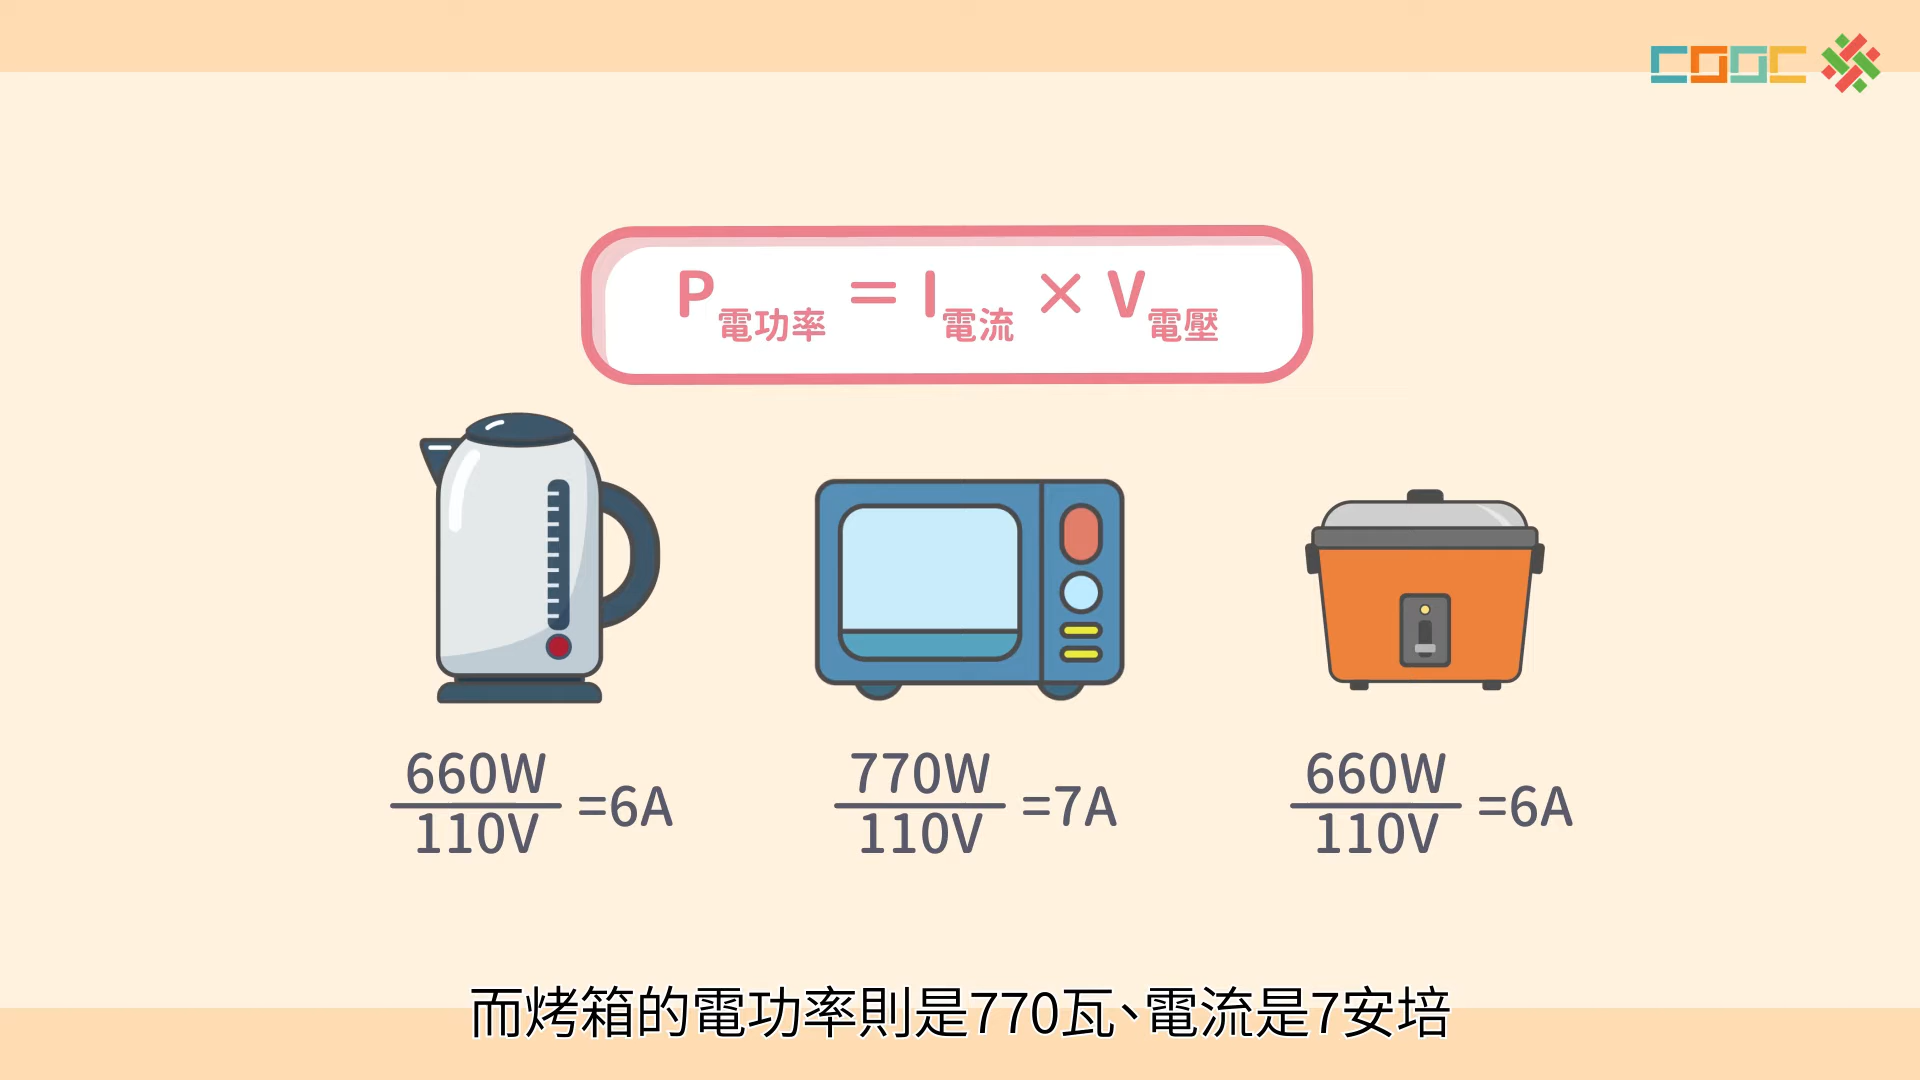 COOC
P電功率 = I電流 × V電壓
660W
110V
=6A
770W
110V
=7A
660W
110V
=6A
而烤箱的電功率則是770瓦、電流是7安培